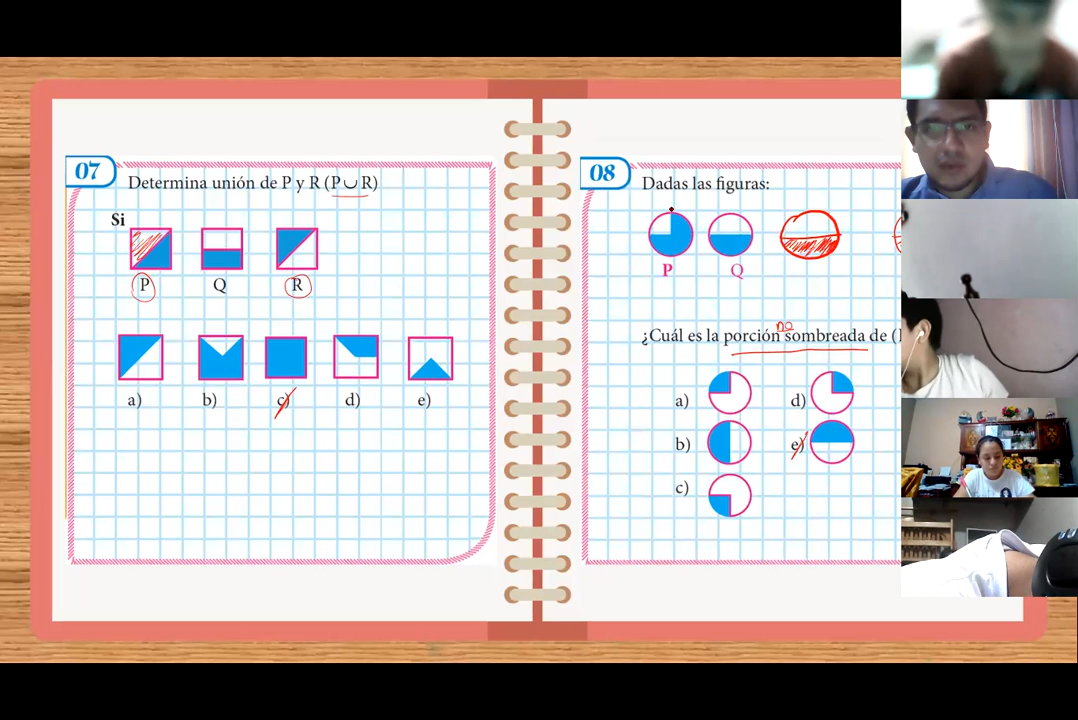 07
Determina unión de P y R (P ∪ R)
Si
P Q R
a) b) c) d) e)
08
Dadas las figuras:
P Q
no
¿Cuál es la porción sombreada de (
a) d)
b) e)
c)